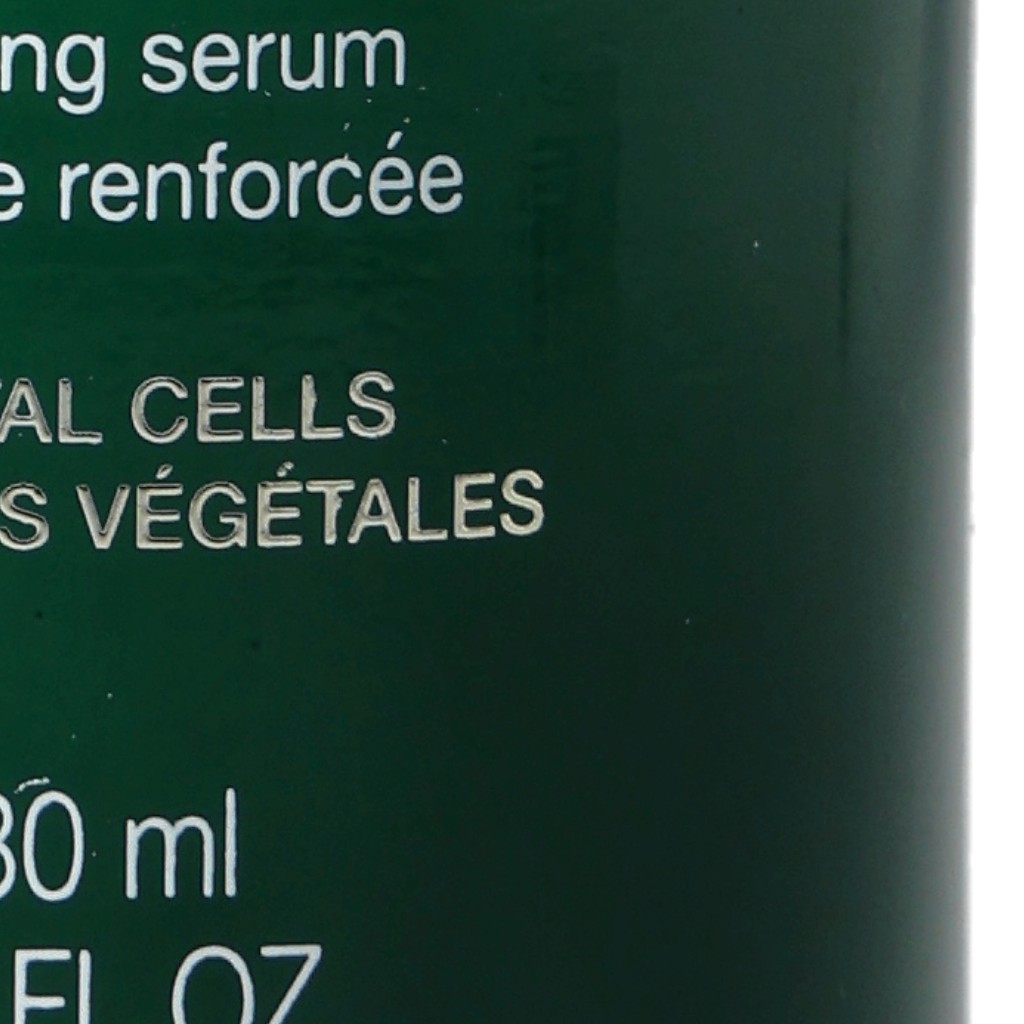 ng serum
e renforcée
AL CELLS
S VÉGÉTALES
30 ml
FL OZ